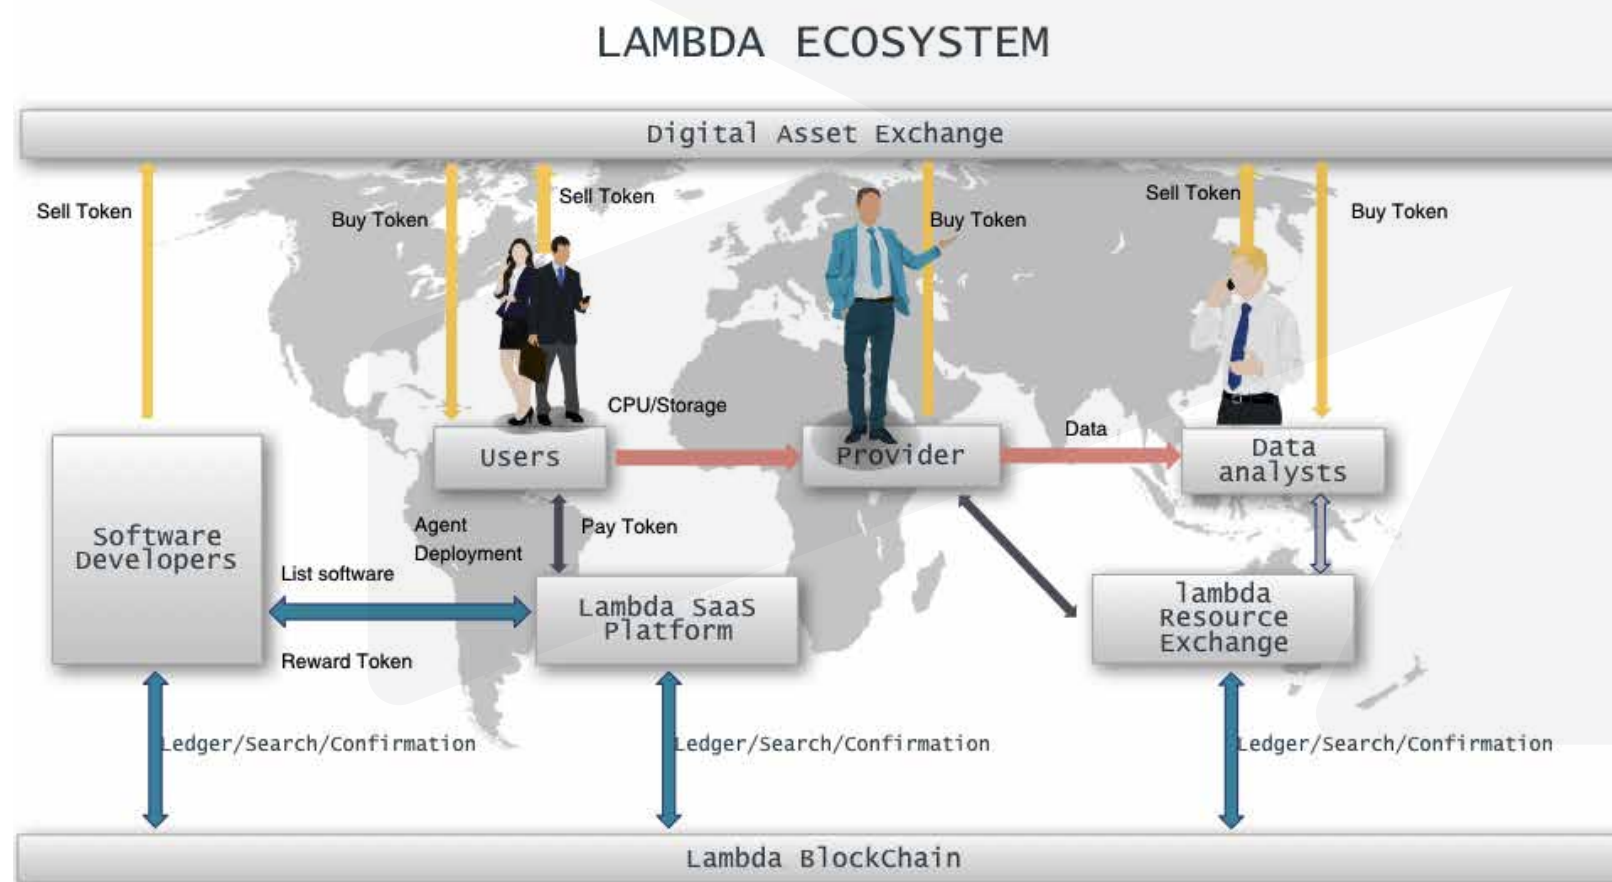 LAMBDA ECOSYSTEM
Digital Asset Exchange
Sell Token
Buy Token
Sell Token
Buy Token
Sell Token
Buy Token
CPU/Storage
Data
Users
Provider
Data
analysts
Software
Developers
Agent
Deployment
Pay Token
List software
Reward Token
Lambda SaaS
Platform
lambda
Resource
Exchange
Ledger/Search/Confirmation
Ledger/Search/Confirmation
Ledger/Search/Confirmation
Lambda BlockChain